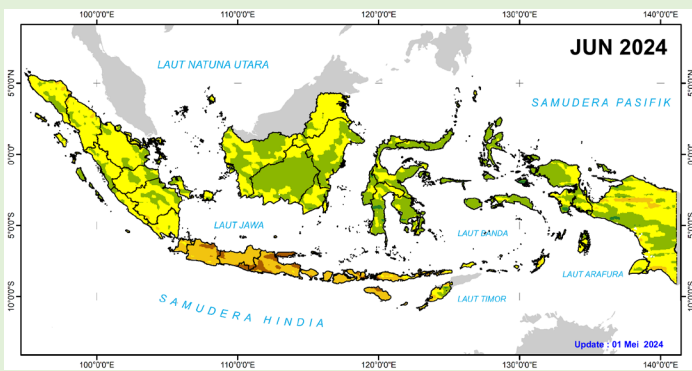 100°0'0"E 110°0'0"E 120°0'0"E 130°0'0"E 140°0'0"E
JUN 2024
LAUT NATUNA UTARA
5°0'0"N 5°0'0"N
SAMUDERA PASIFIK
0°0'0" 0°0'0"
5°0'0"S 5°0'0"S
LAUT JAWA
LAUT BANDA
LAUT ARAFURA
10°0'0"S 10°0'0"S
LAUT TIMOR
SAMUDERA HINDIA
Update : 01 Mei 2024
100°0'0"E 110°0'0"E 120°0'0"E 130°0'0"E 140°0'0"E